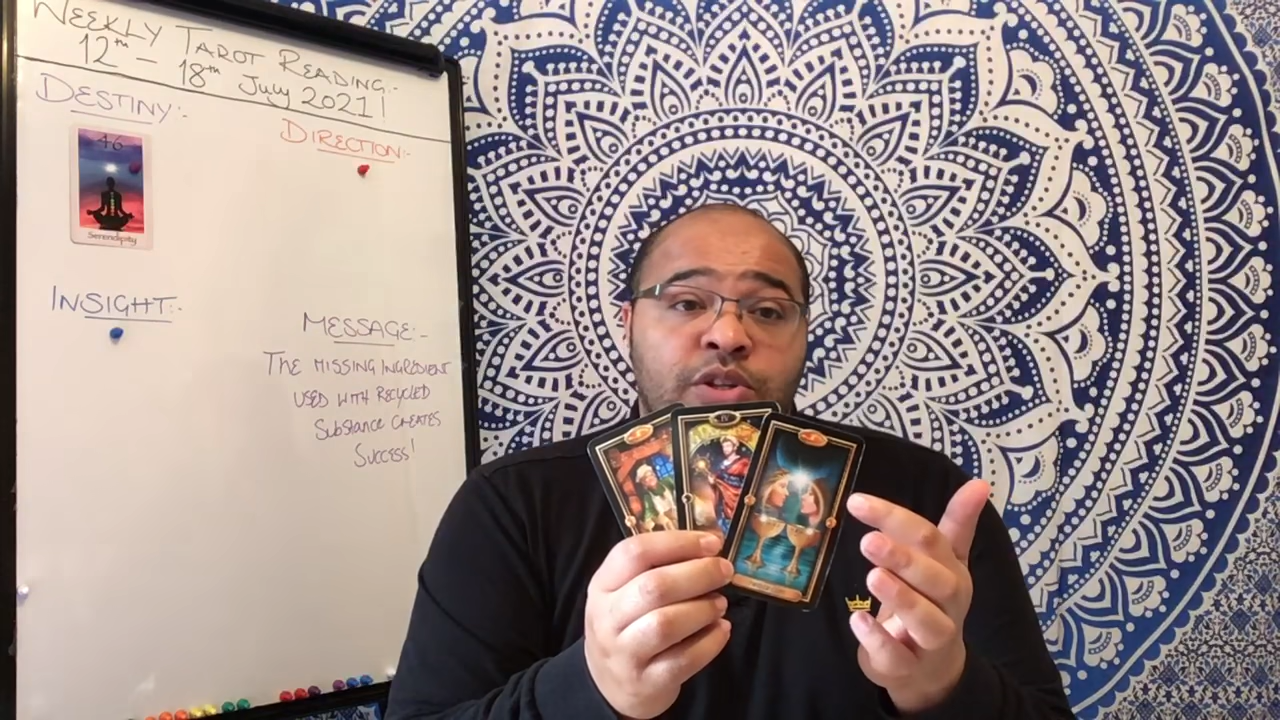 WEEKLY TAROT READING:-
12th - 18th July 2021!
DESTINY:-
46
Serendipity
DIRECTION:-
INSIGHT:-
MESSAGE:-
THE MISSING INGREDIENT
USED WITH RECYCLED
SUBSTANCE CREATES
SUCCESS!
IV